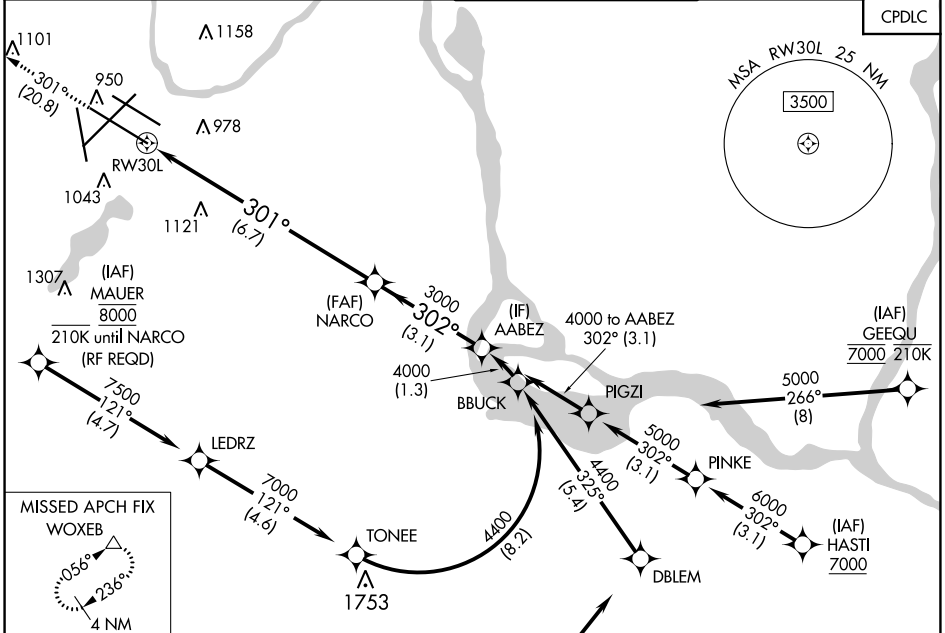 CPDLC
1101
1158
950
301°
(20.8)
978
RW30L
1043
1121
301°
(6.7)
MSA RW30L 25 NM
3500
1307
(IAF)
MAUER
8000
210K until NARCO
(RF REQD)
(FAF)
NARCO
3000
302°
(3.1)
(IF)
AABEZ
4000 to AABEZ
302° (3.1)
4000
(1.3)
BBUCK
PIGZI
(IAF)
GEEQU
7000 210K
5000
266°
(8)
7500
121°
(4.7)
LEDRZ
7000
121°
(4.6)
TONEE
1753
4400
(8.2)
4400
325°
(5.4)
DBLEM
5000
302°
(3.1)
PINKE
6000
302°
(3.1)
(IAF)
HASTI
7000
MISSED APCH FIX
WOXEB
056°
236°
4 NM